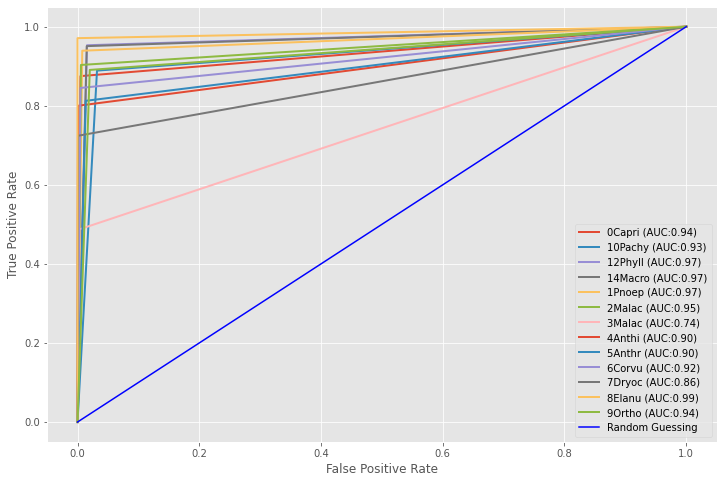 1.0
0.8
0.6
0.4
0.2
0.0
True Positive Rate
0Capri (AUC:0.94)
10Pachy (AUC:0.93)
12Phyll (AUC:0.97)
14Macro (AUC:0.97)
1Pnoep (AUC:0.97)
2Malac (AUC:0.95)
3Malac (AUC:0.74)
4Anthi (AUC:0.90)
5Anthr (AUC:0.90)
6Corvu (AUC:0.92)
7Dryoc (AUC:0.86)
8Elanu (AUC:0.99)
9Ortho (AUC:0.94)
Random Guessing
0.0 0.2 0.4 0.6 0.8 1.0
False Positive Rate